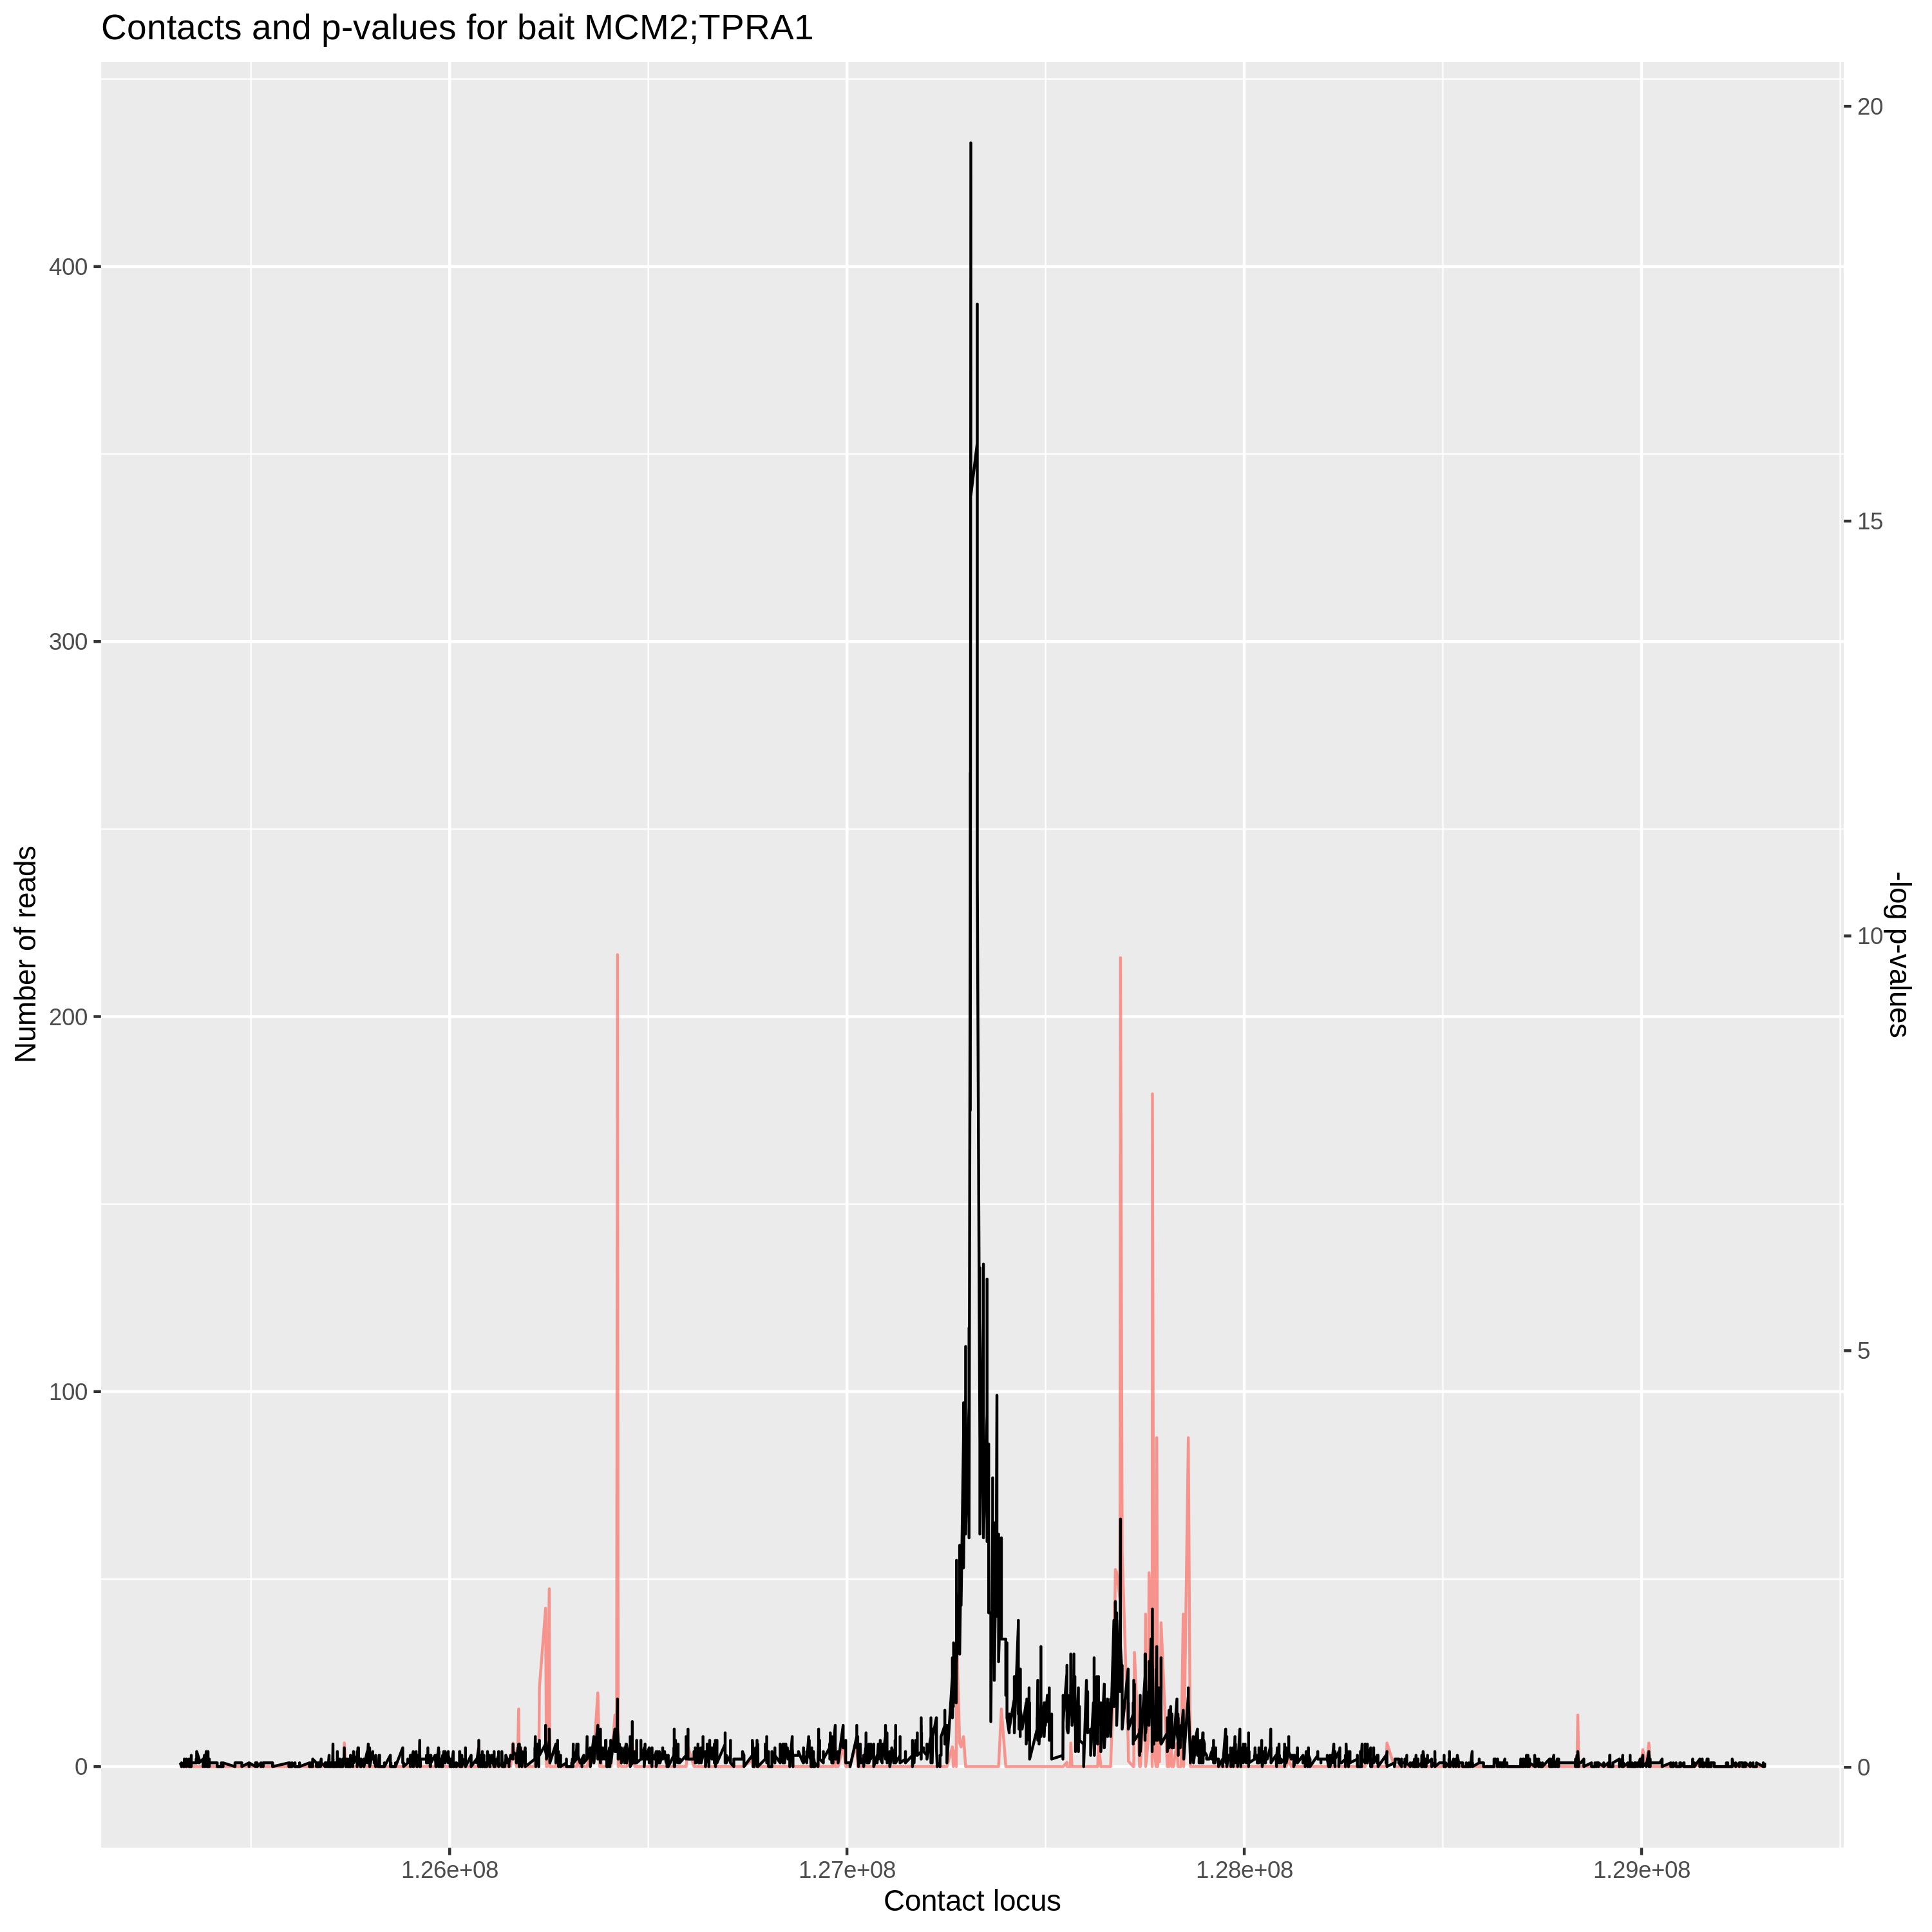 Contacts and p-values for bait MCM2;TPRA1
Number of reads
400
300
200
100
0
20
15
10
5
0
-log p-values
1.26e+08
1.27e+08
1.28e+08
1.29e+08
Contact locus